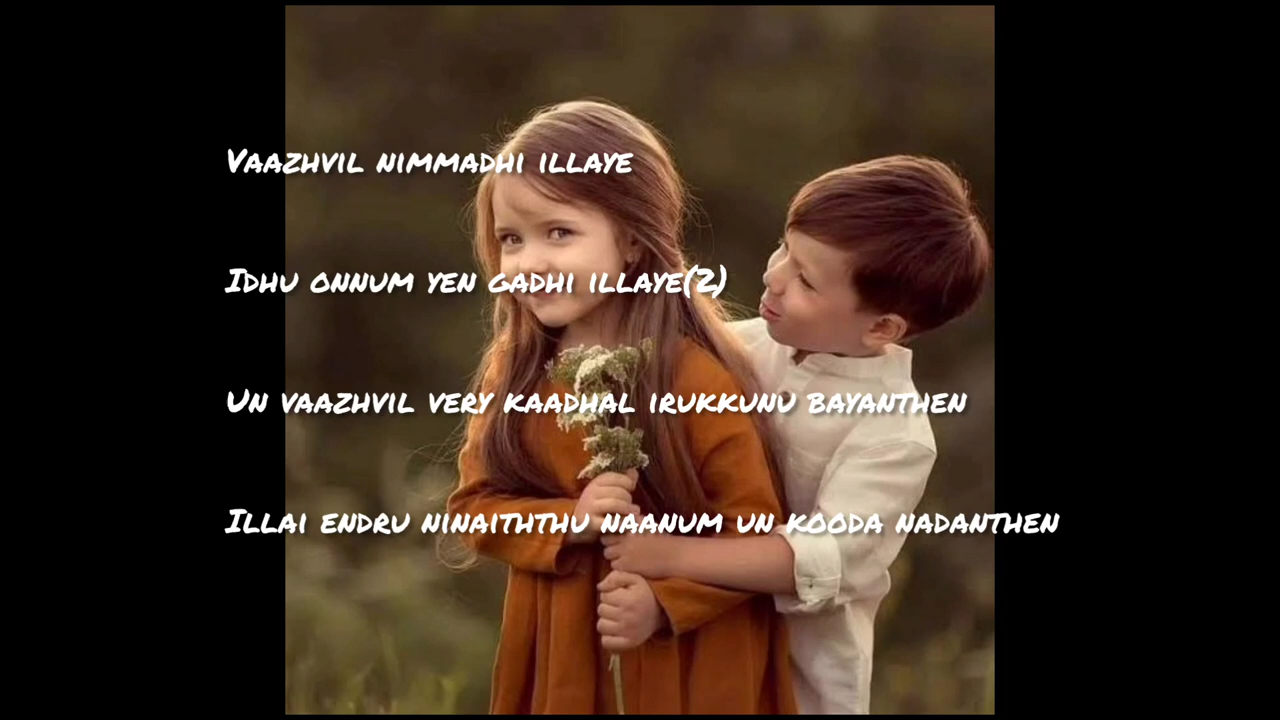 Vaazhvil nimmadhi illaye
Idhu onnum yen gadhi illaye(2)
Un vaazhvil very kaadhal irukkunu bayanthen
Illai endru ninaiththu naanum un kooda nadanthen